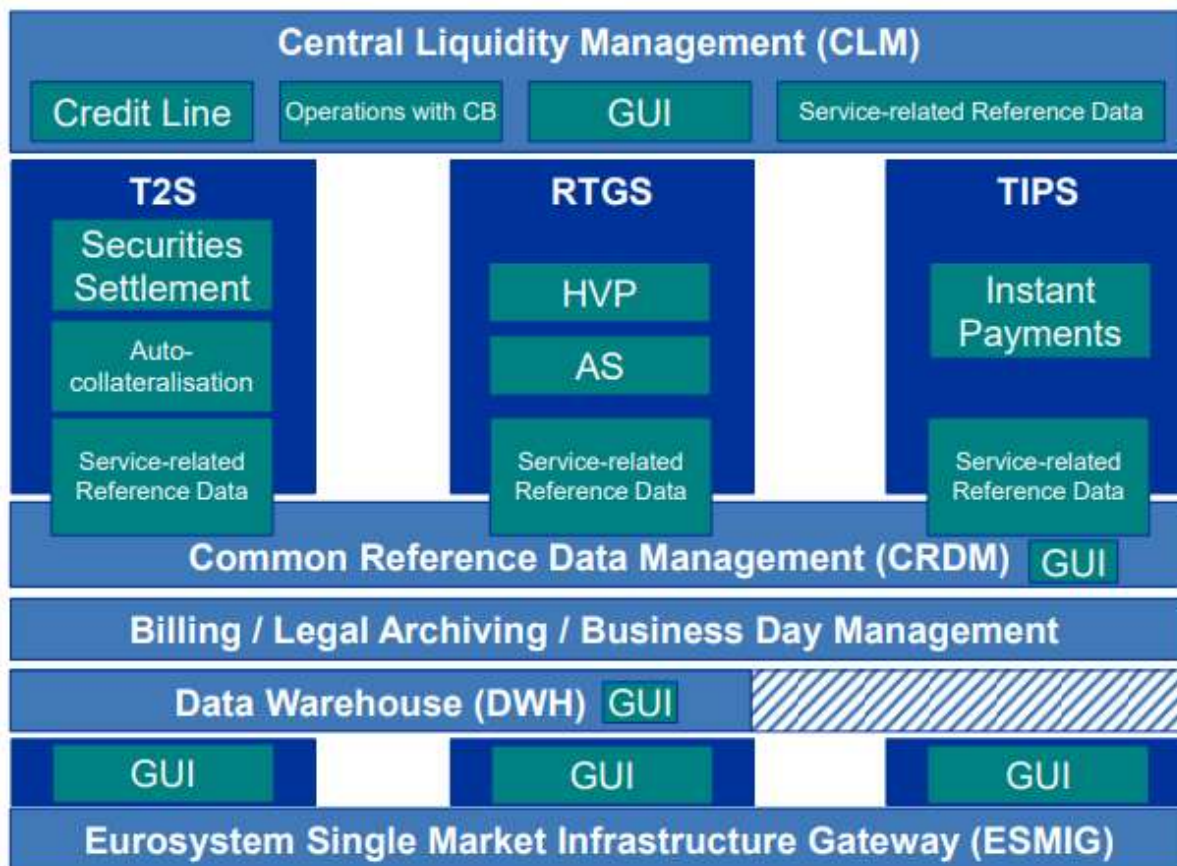 Central Liquidity Management (CLM)
Credit Line
Operations with CB
GUI
Service-related Reference Data
T2S
Securities
Settlement
Auto-
collateralisation
Service-related
Reference Data
RTGS
HVP
AS
Service-related
Reference Data
TIPS
Instant
Payments
Service-related
Reference Data
Common Reference Data Management (CRDM)
GUI
Billing / Legal Archiving / Business Day Management
Data Warehouse (DWH)
GUI
GUI
GUI
GUI
Eurosystem Single Market Infrastructure Gateway (ESMIG)